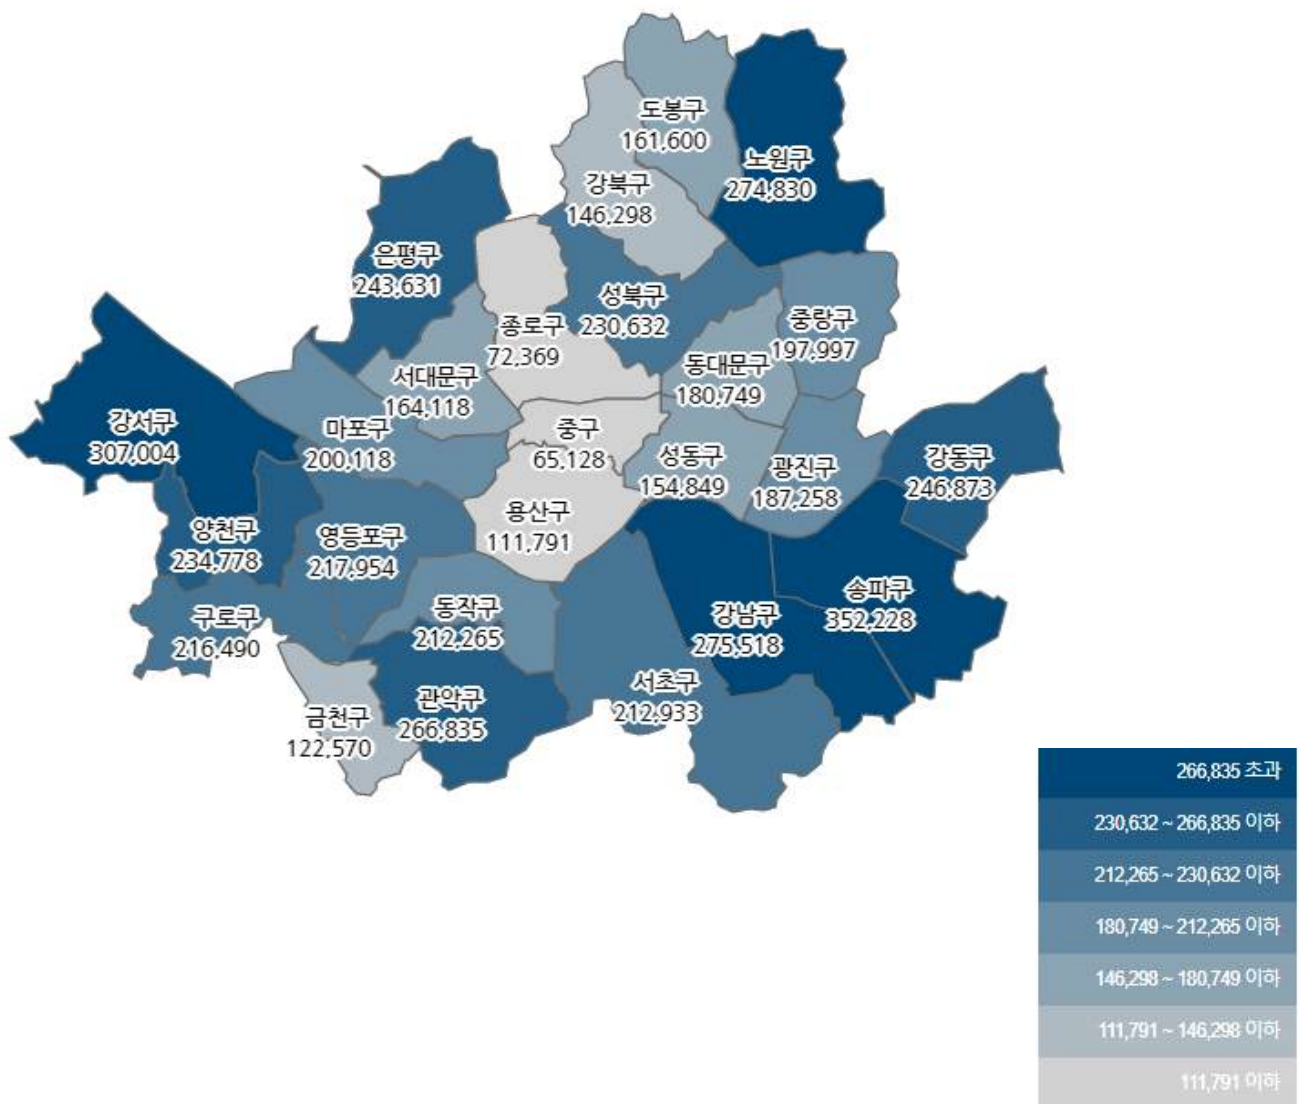 도봉구
161,600
노원구
274,830
강북구
146,298
은평구
243,631
성북구
230,632
종로구
72,369
중랑구
197,997
동대문구
180,749
서대문구
164,118
강서구
307,004
마포구
200,118
중구
65,128
성동구
154,849
광진구
187,258
강동구
246,873
용산구
111,791
양천구
234,778
영등포구
217,954
구로구
216,490
동작구
212,265
강남구
275,518
송파구
352,228
서초구
212,933
관악구
266,835
금천구
122,570
266,835 초과
230,632 ~ 266,835 이하
212,265 ~ 230,632 이하
180,749 ~ 212,265 이하
146,298 ~ 180,749 이하
111,791 ~ 146,298 이하
111,791 이하